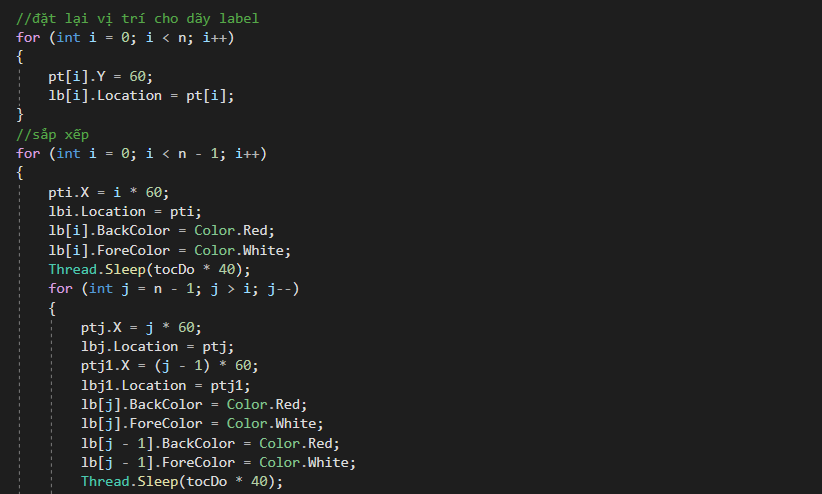 //đặt lại vị trí cho dãy label
for (int i = 0; i < n; i++)
{
pt[i].Y = 60;
lb[i].Location = pt[i];
}
//sắp xếp
for (int i = 0; i < n - 1; i++)
{
pti.X = i * 60;
lbi.Location = pti;
lb[i].BackColor = Color.Red;
lb[i].ForeColor = Color.White;
Thread.Sleep(tocDo * 40);
for (int j = n - 1; j > i; j--)
{
ptj.X = j * 60;
lbj.Location = ptj;
ptj1.X = (j - 1) * 60;
lbj1.Location = ptj1;
lb[j].BackColor = Color.Red;
lb[j].ForeColor = Color.White;
lb[j - 1].BackColor = Color.Red;
lb[j - 1].ForeColor = Color.White;
Thread.Sleep(tocDo * 40);